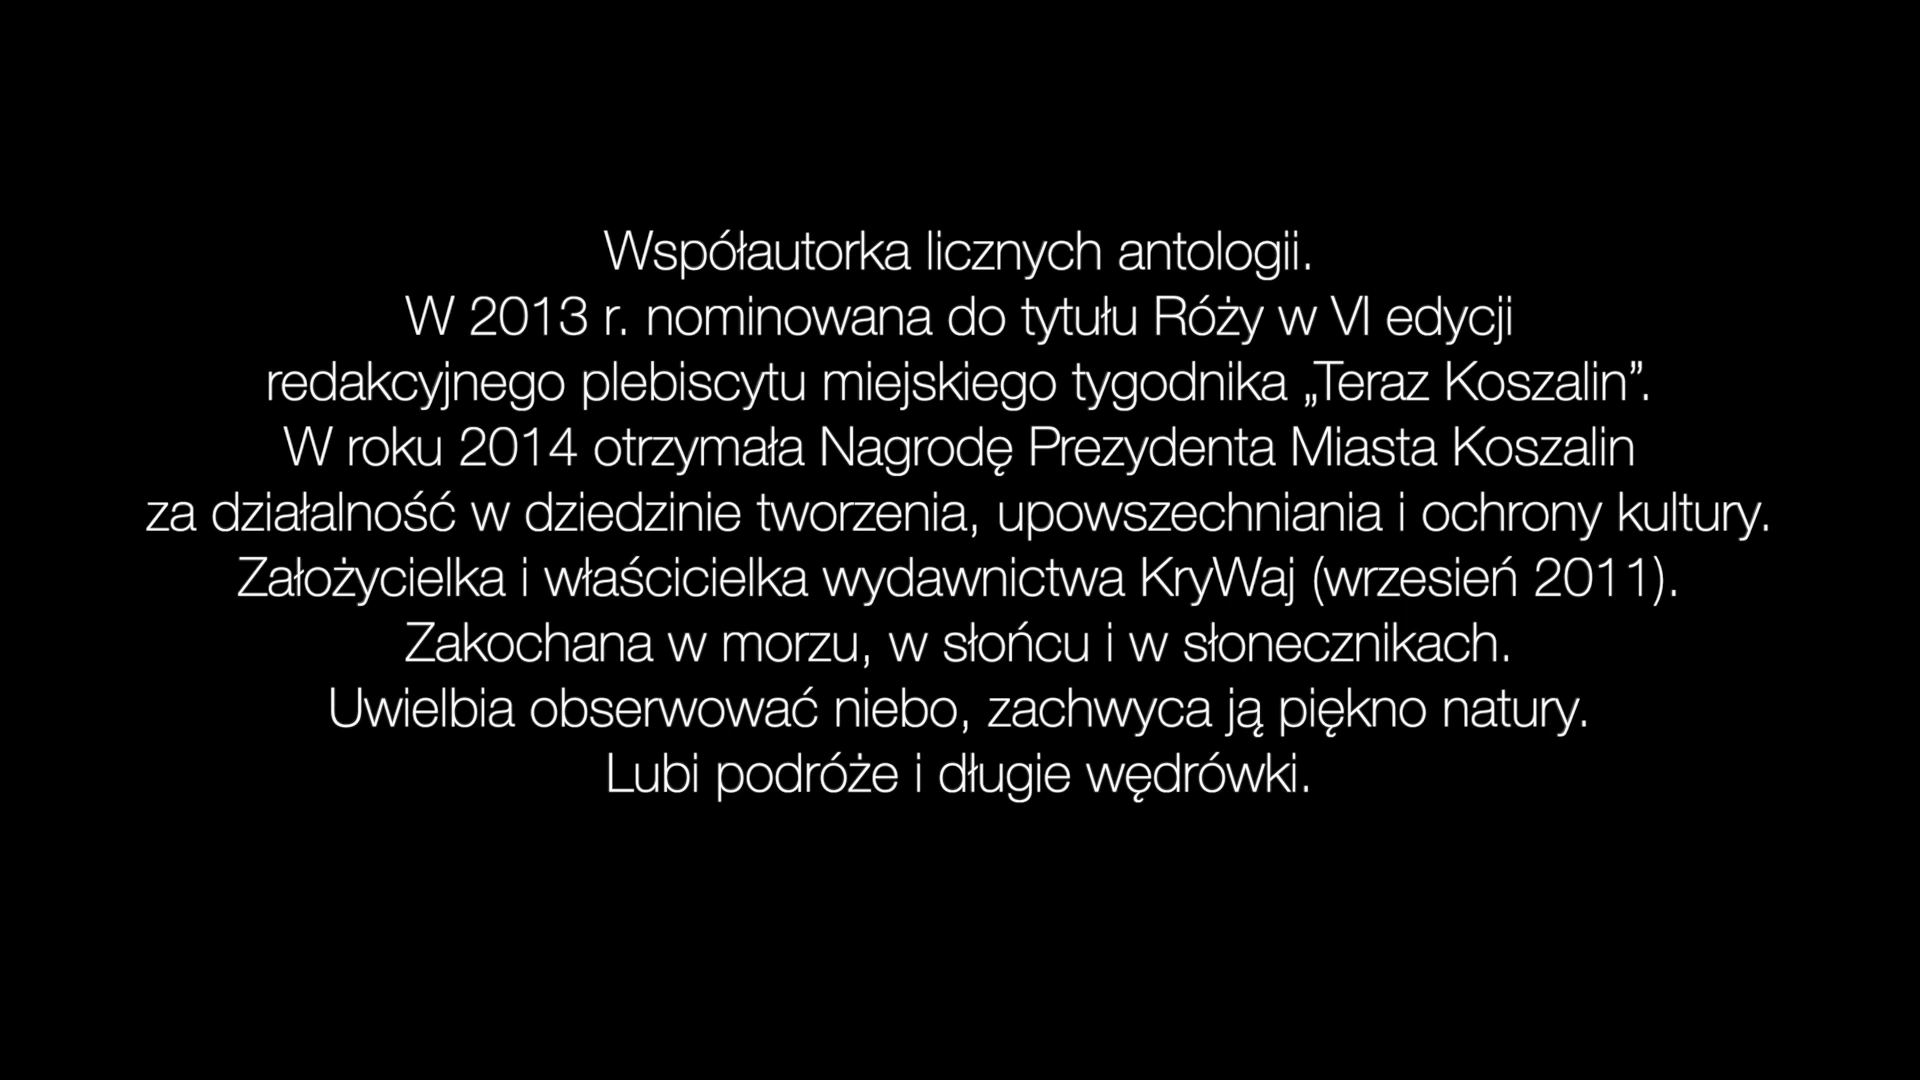 Współautorka licznych antologii.
W 2013 r. nominowana do tytułu Róży w VI edycji
redakcyjnego plebiscytu miejskiego tygodnika „Teraz Koszalin”.
W roku 2014 otrzymała Nagrodę Prezydenta Miasta Koszalin
za działalność w dziedzinie tworzenia, upowszechniania i ochrony kultury.
Założycielka i właścicielka wydawnictwa KryWaj (wrzesień 2011).
Zakochana w morzu, w słońcu i w słonecznikach.
Uwielbia obserwować niebo, zachwyca ją piękno natury.
Lubi podróże i długie wędrówki.